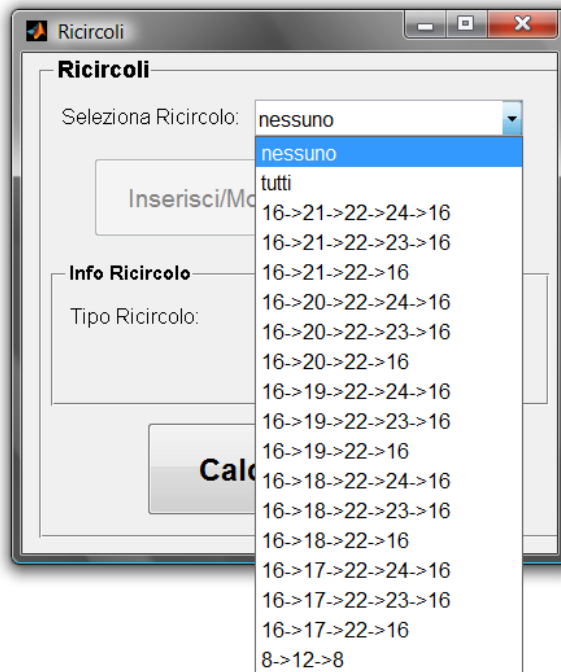 Ricircoli
Ricircoli
Seleziona Ricircolo: nessuno
nessuno
tutti
Inserisci/Mo
16->21->22->24->16
16->21->22->23->16
Info Ricircolo
16->21->22->16
Tipo Ricircolo:
16->20->22->24->16
16->20->22->23->16
16->20->22->16
16->19->22->24->16
16->19->22->23->16
16->19->22->16
Calc
16->18->22->24->16
16->18->22->23->16
16->18->22->16
16->17->22->24->16
16->17->22->23->16
16->17->22->16
8->12->8